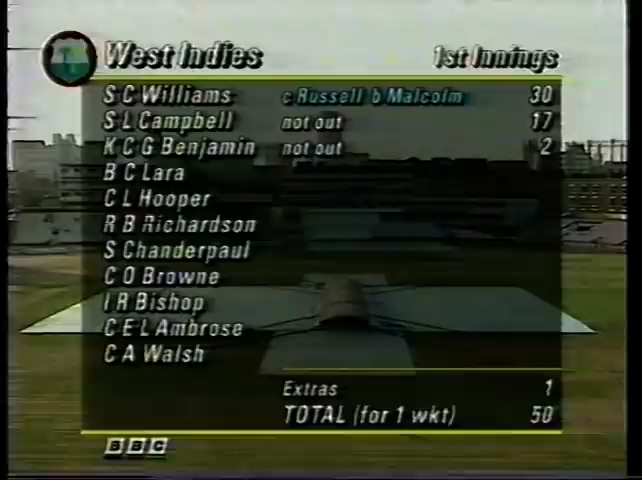 West Indies 1st Innings
S C Williams c Russell b Malcolm 30
S L Campbell not out 17
K C G Benjamin not out 2
B C Lara
C L Hooper
R B Richardson
S Chanderpaul
C O Browne
I R Bishop
C E L Ambrose
C A Walsh
Extras 1
TOTAL (for 1 wkt) 50
BBC